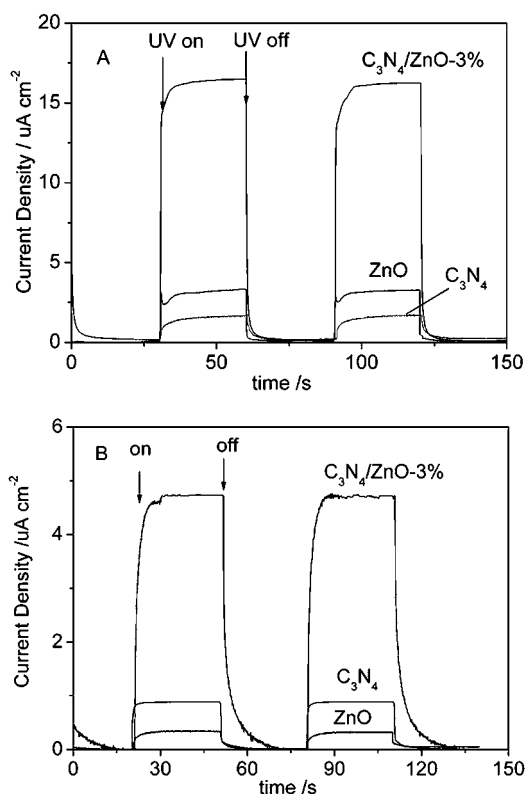 A
UV on
UV off
C₃N₄/ZnO-3%
ZnO
C₃N₄
20
15
10
5
0
Current Density / uA cm⁻²
0 50 100 150
time /s
B
on
off
C₃N₄/ZnO-3%
C₃N₄
ZnO
6
4
2
0
Current Density /uA cm⁻²
0 30 60 90 120 150
time /s